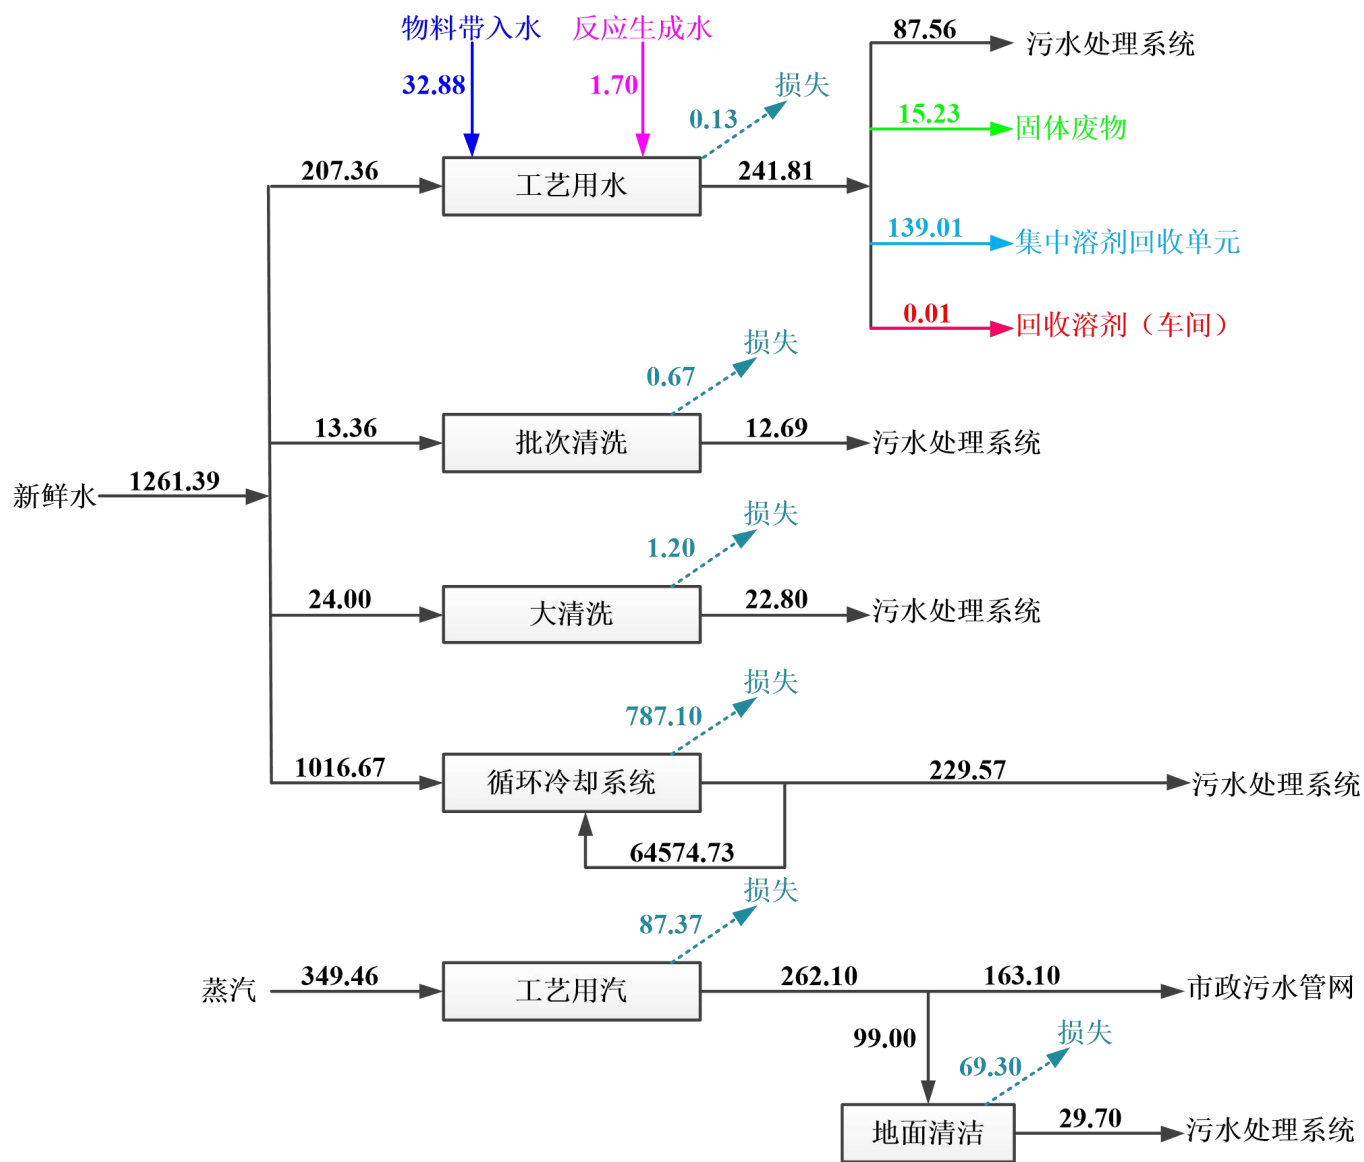 物料带入水
反应生成水
87.56
污水处理系统
32.88
1.70
损失
0.13
15.23
固体废物
207.36
工艺用水
241.81
139.01
集中溶剂回收单元
0.01
回收溶剂（车间）
损失
0.67
13.36
批次清洗
12.69
污水处理系统
新鲜水
1261.39
损失
1.20
24.00
大清洗
22.80
污水处理系统
损失
787.10
1016.67
循环冷却系统
229.57
污水处理系统
64574.73
损失
87.37
蒸汽
349.46
工艺用汽
262.10
163.10
市政污水管网
99.00
损失
69.30
地面清洁
29.70
污水处理系统